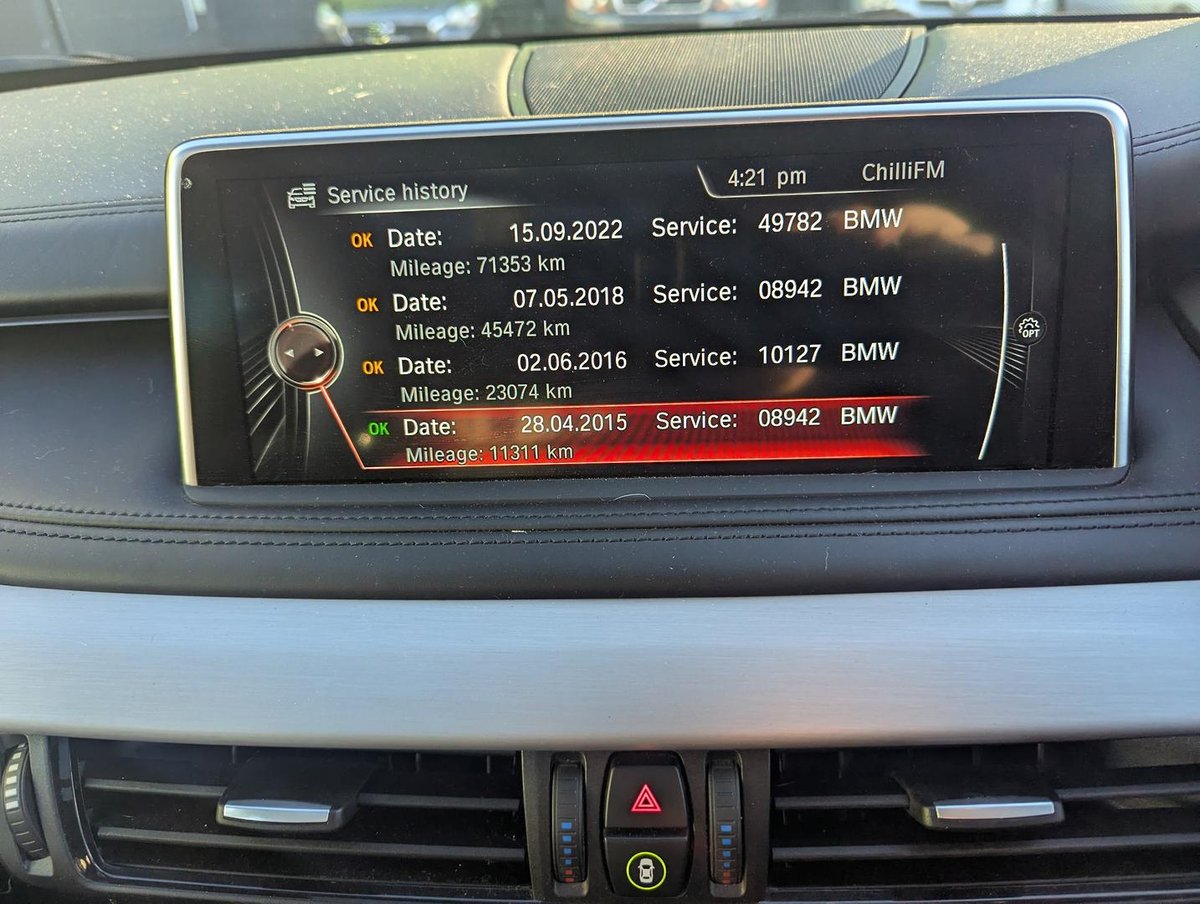 Service history
4:21 pm
ChilliFM
OK Date: 15.09.2022 Service: 49782 BMW
Mileage: 71353 km
OK Date: 07.05.2018 Service: 08942 BMW
Mileage: 45472 km
OK Date: 02.06.2016 Service: 10127 BMW
Mileage: 23074 km
OK Date: 28.04.2015 Service: 08942 BMW
Mileage: 11311 km
OPT